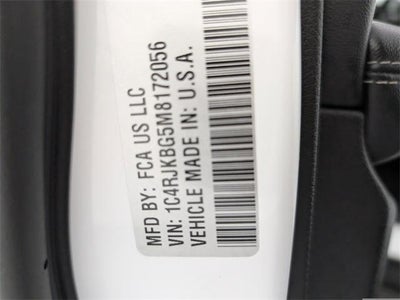 MFD BY: FCA US LLC
VIN: 1C4RJKBG5M8172056
VEHICLE MADE IN: U.S.A.